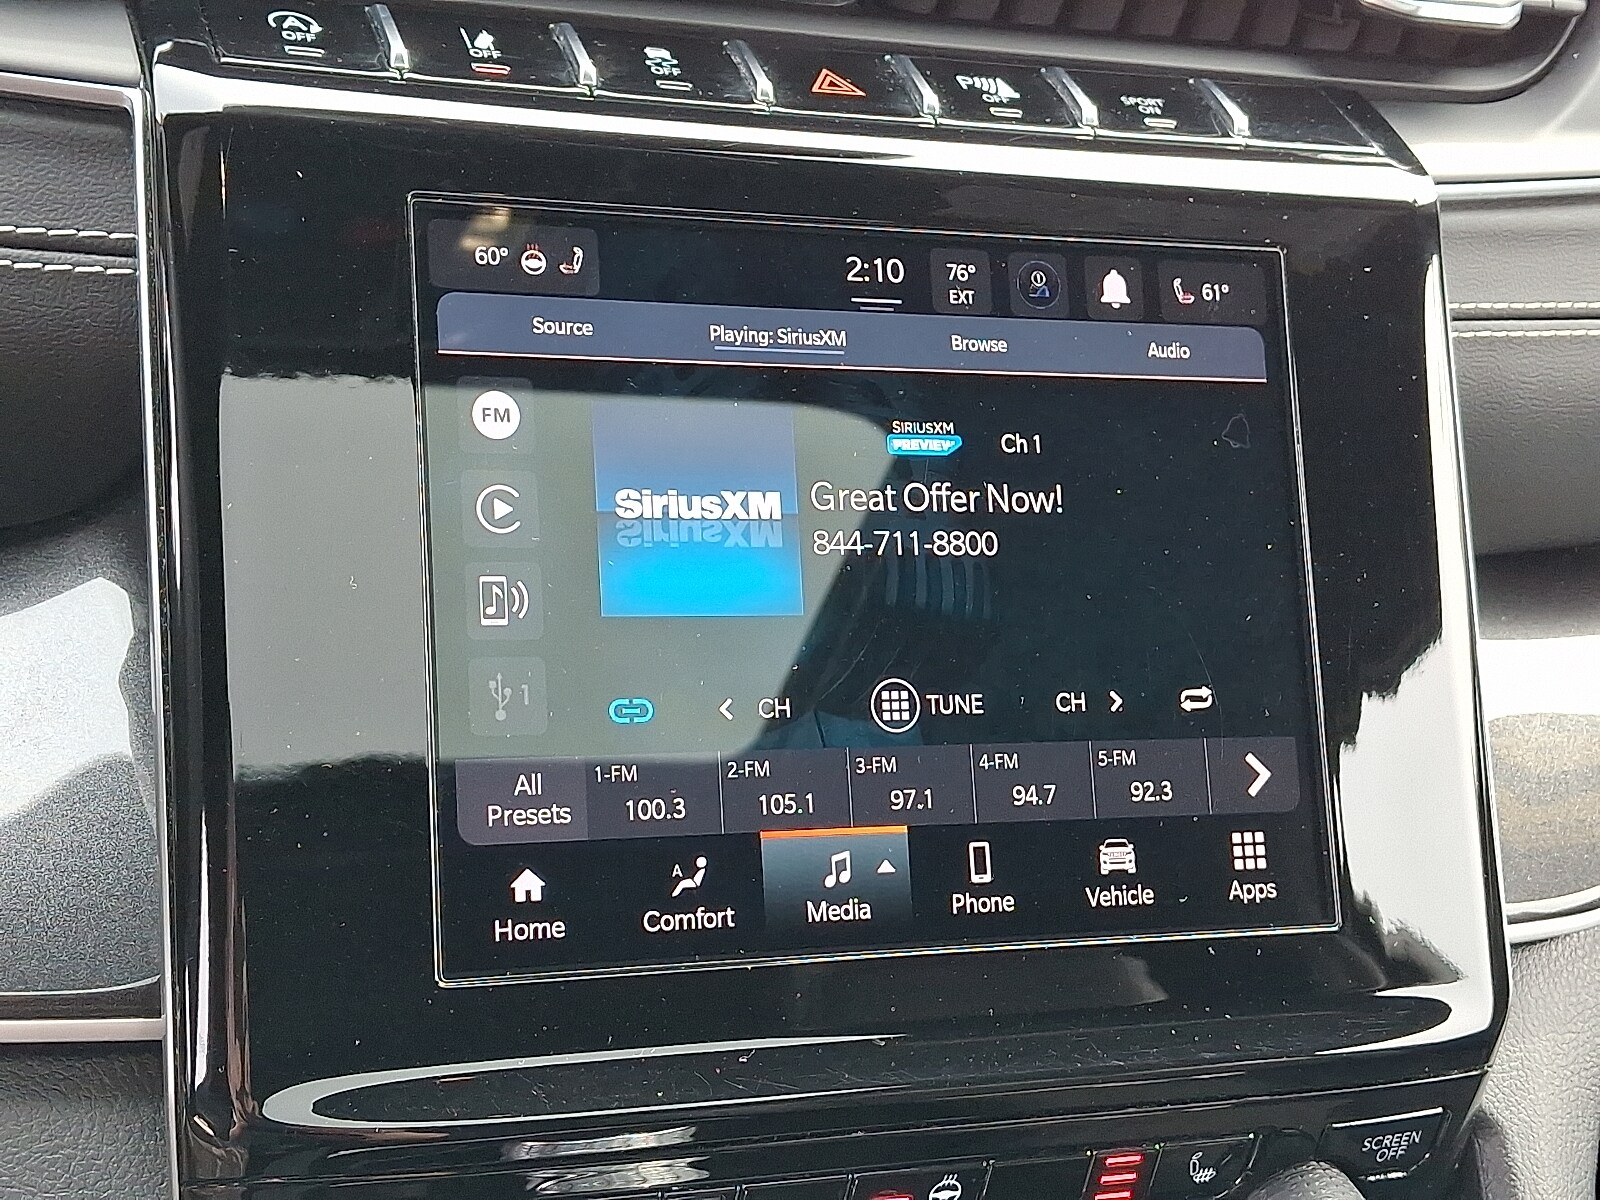 A
OFF
OFF
OFF
P
OFF
SPORT
ON
60°
2:10
76°
EXT
61°
Source
Playing: SiriusXM
Browse
Audio
FM
SIRIUSXM
PREVIEW
Ch 1
SiriusXM
Great Offer Now!
844-711-8800
1
CH
TUNE
CH
All
Presets
1-FM
100.3
2-FM
105.1
3-FM
97.1
4-FM
94.7
5-FM
92.3
Home
A
Comfort
Media
Phone
Vehicle
Apps
SCREEN
OFF